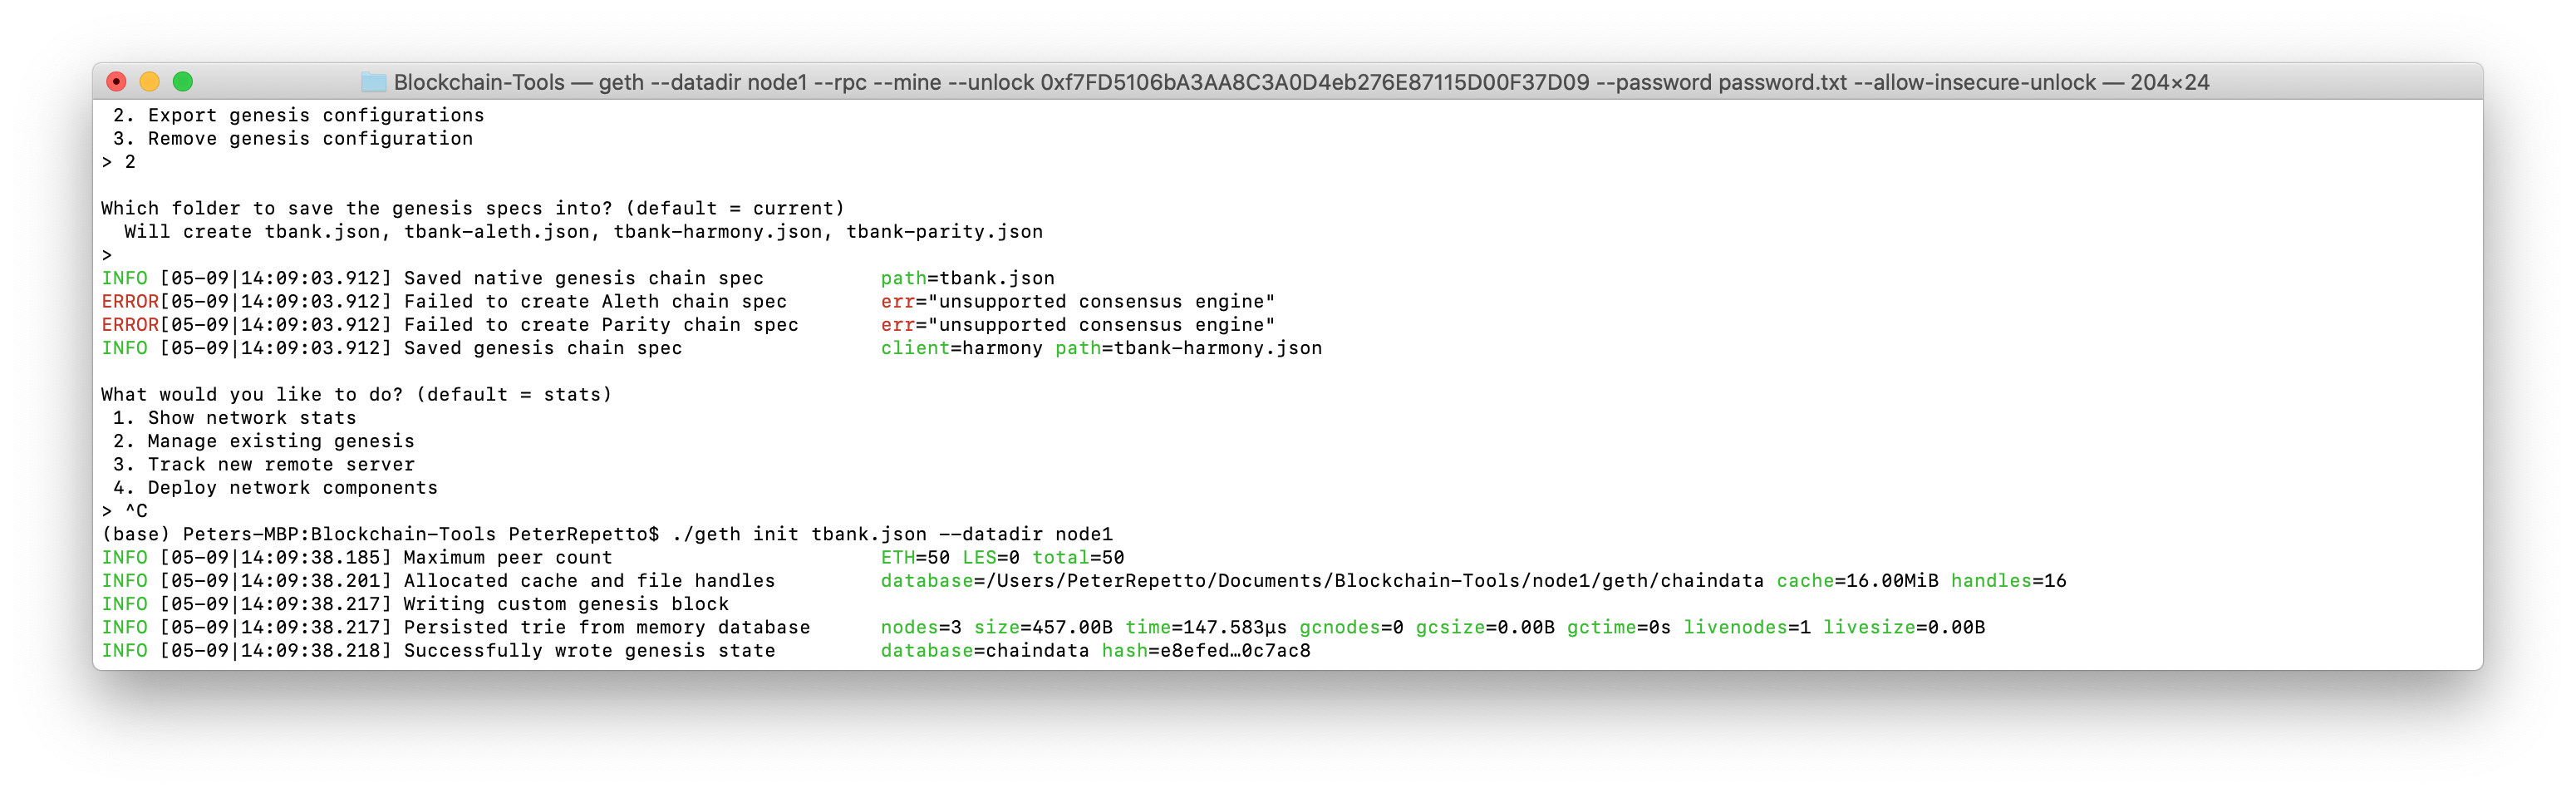 Blockchain-Tools — geth --datadir node1 --rpc --mine --unlock 0xf7FD5106bA3AA8C3A0D4eb276E87115D00F37D09 --password password.txt --allow-insecure-unlock — 204×24
2. Export genesis configurations
3. Remove genesis configuration
> 2
Which folder to save the genesis specs into? (default = current)
Will create tbank.json, tbank-aleth.json, tbank-harmony.json, tbank-parity.json
>
INFO [05-09|14:09:03.912] Saved native genesis chain spec path=tbank.json
ERROR[05-09|14:09:03.912] Failed to create Aleth chain spec err="unsupported consensus engine"
ERROR[05-09|14:09:03.912] Failed to create Parity chain spec err="unsupported consensus engine"
INFO [05-09|14:09:03.912] Saved genesis chain spec client=harmony path=tbank-harmony.json
What would you like to do? (default = stats)
1. Show network stats
2. Manage existing genesis
3. Track new remote server
4. Deploy network components
> ^C
(base) Peters-MBP:Blockchain-Tools PeterRepetto$ ./geth init tbank.json --datadir node1
INFO [05-09|14:09:38.185] Maximum peer count ETH=50 LES=0 total=50
INFO [05-09|14:09:38.201] Allocated cache and file handles database=/Users/PeterRepetto/Documents/Blockchain-Tools/node1/geth/chaindata cache=16.00MiB handles=16
INFO [05-09|14:09:38.217] Writing custom genesis block
INFO [05-09|14:09:38.217] Persisted trie from memory database nodes=3 size=457.00B time=147.583µs gcnodes=0 gcsize=0.00B gctime=0s livenodes=1 livesize=0.00B
INFO [05-09|14:09:38.218] Successfully wrote genesis state database=chaindata hash=e8efed…0c7ac8